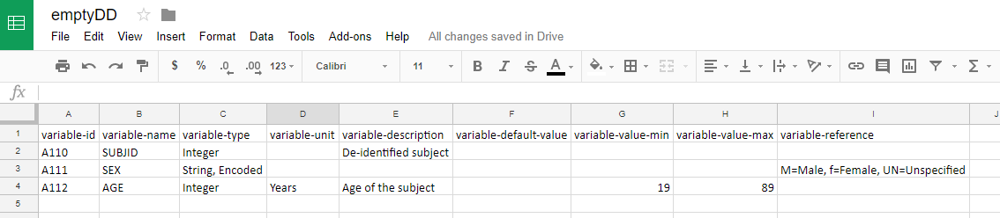 emptyDD
File Edit View Insert Format Data Tools Add-ons Help All changes saved in Drive
$ % .0 .00 123 Calibri 11 B I S A Σ
fx
A B C D E F G H I J
1 variable-id variable-name variable-type variable-unit variable-description variable-default-value variable-value-min variable-value-max variable-reference
2 A110 SUBJID Integer De-identified subject
3 A111 SEX String, Encoded M=Male, f=Female, UN=Unspecified
4 A112 AGE Integer Years Age of the subject 19 89
5